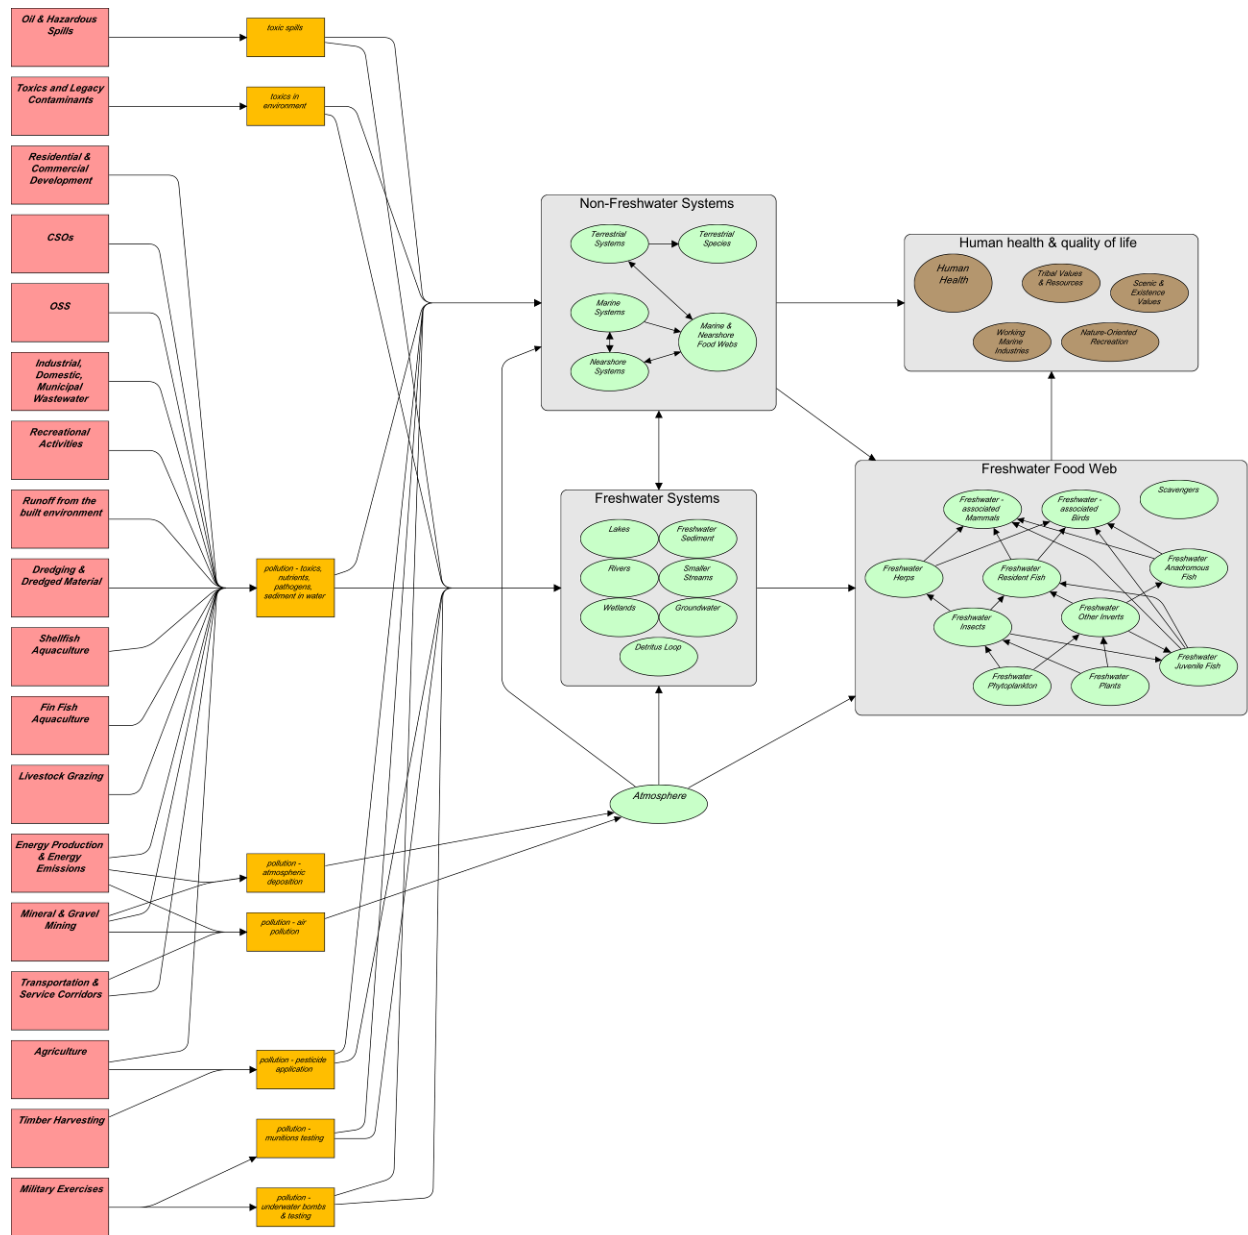 Oil & Hazardous
Spills
Toxics and Legacy
Contaminants
Residential &
Commercial
Development
CSOs
OSS
Industrial,
Domestic,
Municipal
Wastewater
Recreational
Activities
Runoff from the
built environment
Dredging &
Dredged Material
Shellfish
Aquaculture
Fin Fish
Aquaculture
Livestock Grazing
Energy Production
& Energy
Emissions
Mineral & Gravel
Mining
Transportation &
Service Corridors
Agriculture
Timber Harvesting
Military Exercises
toxic spills
toxics in
environment
pollution - toxics,
nutrients,
pathogens,
sediment in water
pollution -
atmospheric
deposition
pollution - air
pollution
pollution - pesticide
application
pollution -
munitions testing
pollution -
underwater bombs
& testing
Non-Freshwater Systems
Terrestrial
Systems
Terrestrial
Species
Marine
Systems
Marine &
Nearshore
Food Webs
Nearshore
Systems
Freshwater Systems
Lakes
Freshwater
Sediment
Rivers
Smaller
Streams
Wetlands
Groundwater
Detritus Loop
Atmosphere
Human health & quality of life
Human
Health
Tribal Values
& Resources
Scenic &
Existence
Values
Working
Marine
Industries
Nature-Oriented
Recreation
Freshwater Food Web
Freshwater -
associated
Mammals
Freshwater -
associated
Birds
Scavengers
Freshwater
Herps
Freshwater
Resident Fish
Freshwater
Anadromous
Fish
Freshwater
Insects
Freshwater
Other Inverts
Freshwater
Juvenile Fish
Freshwater
Phytoplankton
Freshwater
Plants